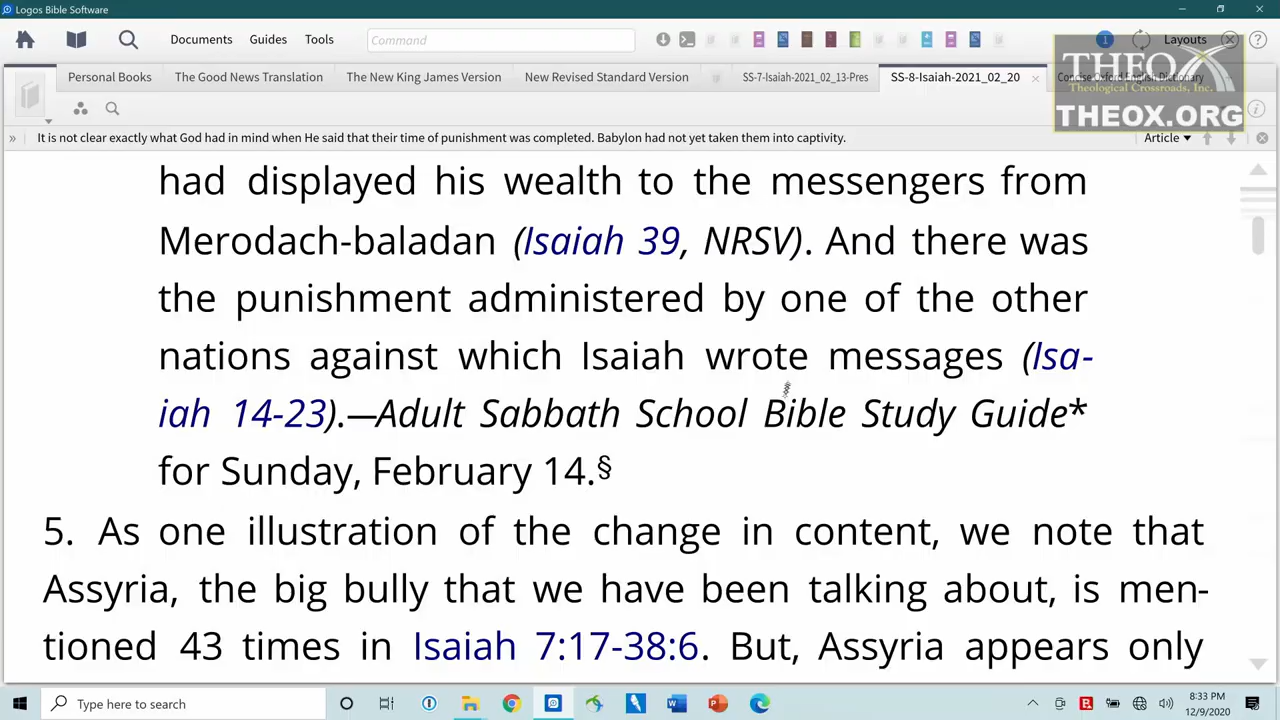 Logos Bible Software
Documents Guides Tools Command 1 Layouts
Personal Books The Good News Translation The New King James Version New Revised Standard Version SS-7-Isaiah-2021_02_13-Pres SS-8-Isaiah-2021_02_20 Concise Oxford English Dictionary
THEOX
Theological Crossroads, Inc.
THEOX.ORG
» It is not clear exactly what God had in mind when He said that their time of punishment was completed. Babylon had not yet taken them into captivity. Article
had displayed his wealth to the messengers from
Merodach-baladan (Isaiah 39, NRSV). And there was
the punishment administered by one of the other
nations against which Isaiah wrote messages (Isa-
iah 14-23).—Adult Sabbath School Bible Study Guide*
for Sunday, February 14.§
5. As one illustration of the change in content, we note that
Assyria, the big bully that we have been talking about, is men-
tioned 43 times in Isaiah 7:17-38:6. But, Assyria appears only
Type here to search
8:33 PM
12/9/2020